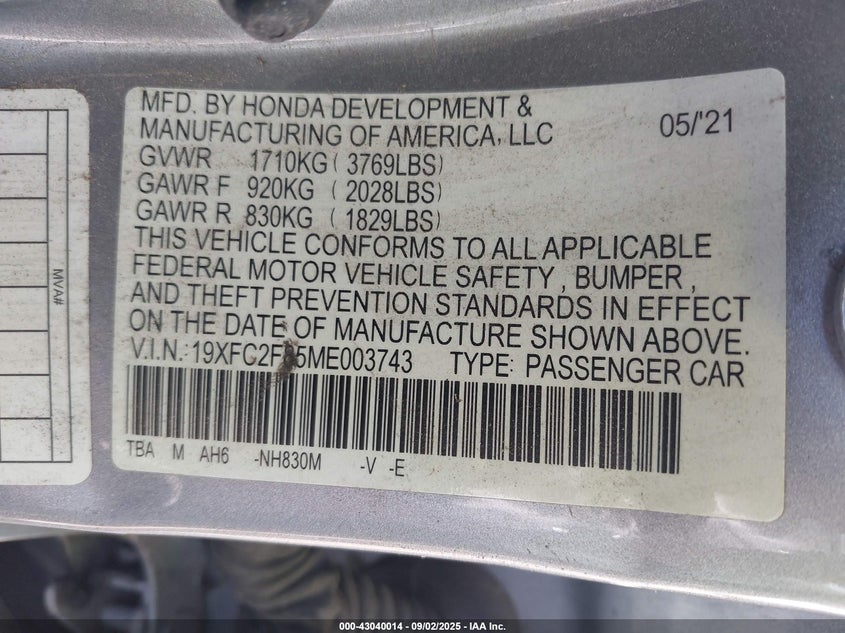 MFD. BY HONDA DEVELOPMENT &
MANUFACTURING OF AMERICA, LLC 05/'21
GVWR 1710KG ( 3769LBS)
GAWR F 920KG ( 2028LBS)
GAWR R 830KG ( 1829LBS)
THIS VEHICLE CONFORMS TO ALL APPLICABLE
FEDERAL MOTOR VEHICLE SAFETY , BUMPER ,
AND THEFT PREVENTION STANDARDS IN EFFECT
ON THE DATE OF MANUFACTURE SHOWN ABOVE.
V.I.N.: TYPE: PASSENGER CAR
TBA M AH6 -NH830M -V -E
MVA#
000-43040014 - 09/02/2025 - IAA Inc.